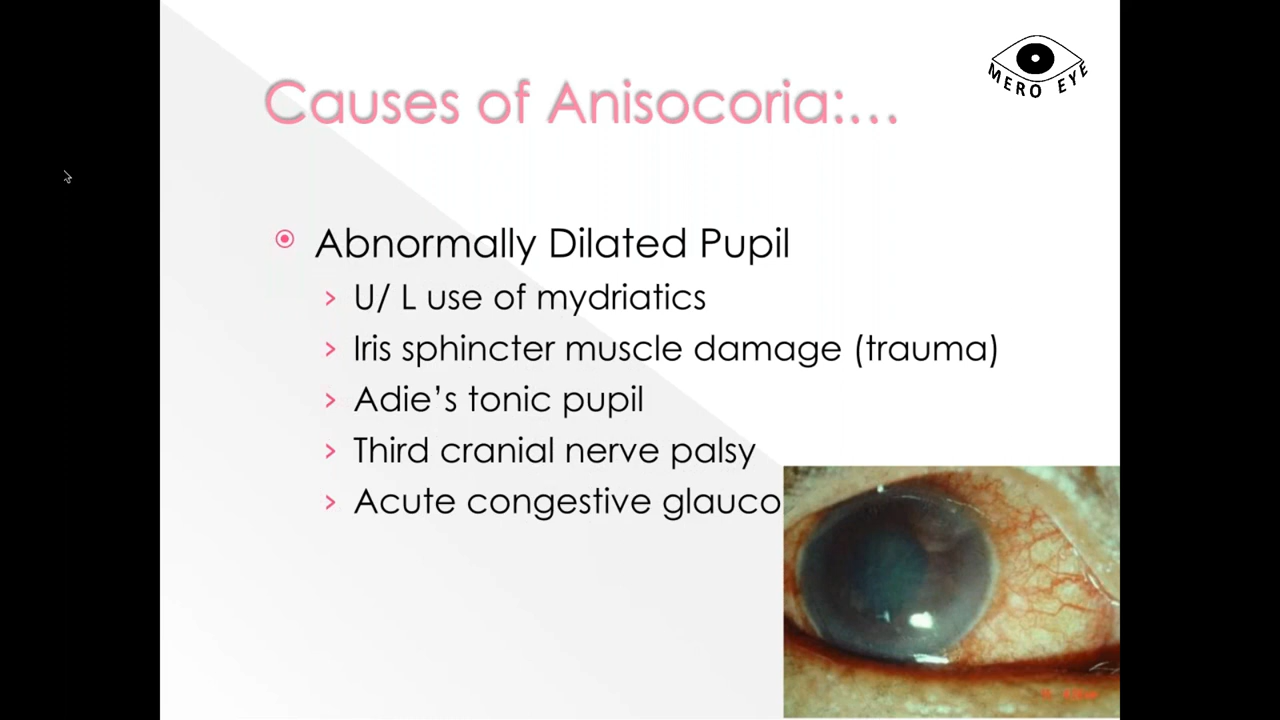 MERO EYE
Causes of Anisocoria:...
Abnormally Dilated Pupil
U/ L use of mydriatics
Iris sphincter muscle damage (trauma)
Adie's tonic pupil
Third cranial nerve palsy
Acute congestive glauco